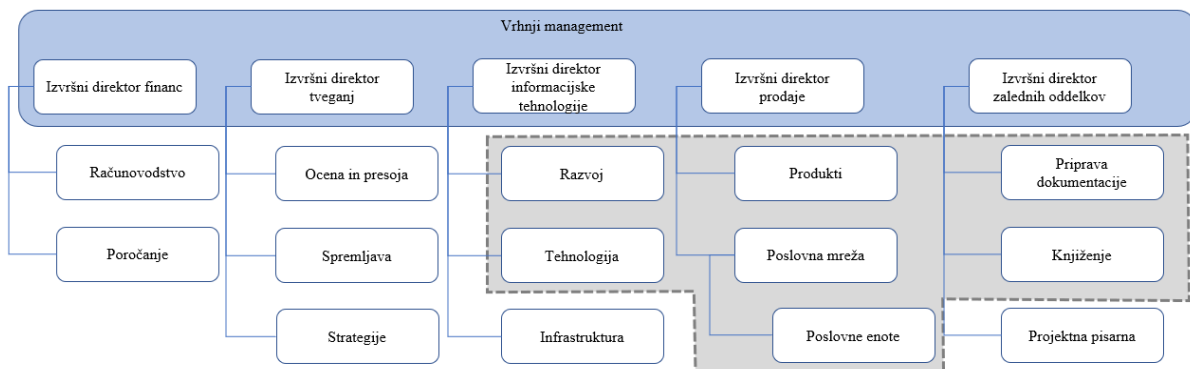 Vrhnji management
Izvršni direktor financ
Izvršni direktor
tveganj
Izvršni direktor
informacijske
tehnologije
Izvršni direktor
prodaje
Izvršni direktor
zalednih oddelkov
Računovodstvo
Ocena in presoja
Razvoj
Produkti
Priprava
dokumentacije
Poročanje
Spremljava
Tehnologija
Poslovna mreža
Knjiženje
Strategije
Infrastruktura
Poslovne enote
Projektna pisarna